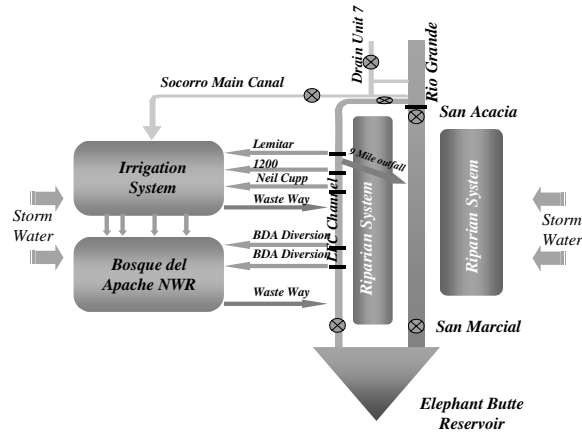 Drain Unit 7
Rio Grande
Socorro Main Canal
San Acacia
Lemitar
1200
Neil Cupp
Waste Way
9 Mile outfall
Irrigation
System
Storm
Water
BDA Diversion
BDA Diversion
LFC Channel
Riparian System
Riparian System
Storm
Water
Bosque del
Apache NWR
Waste Way
San Marcial
Elephant Butte
Reservoir